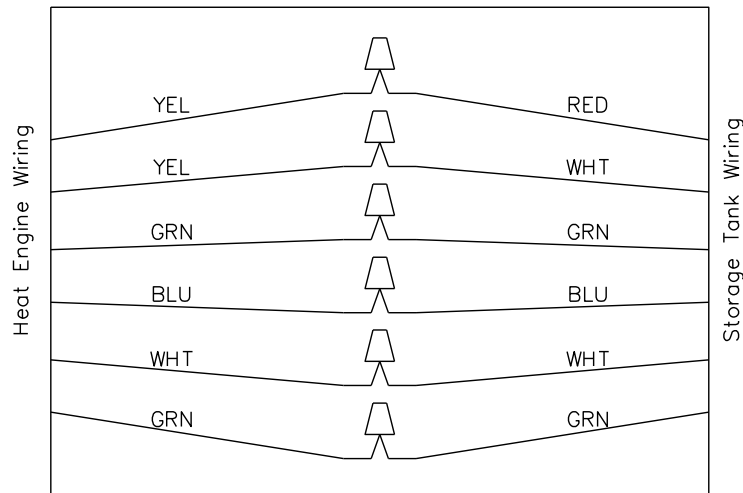 YEL RED
YEL WHT
GRN GRN
BLU BLU
WHT WHT
GRN GRN
Heat Engine Wiring
Storage Tank Wiring